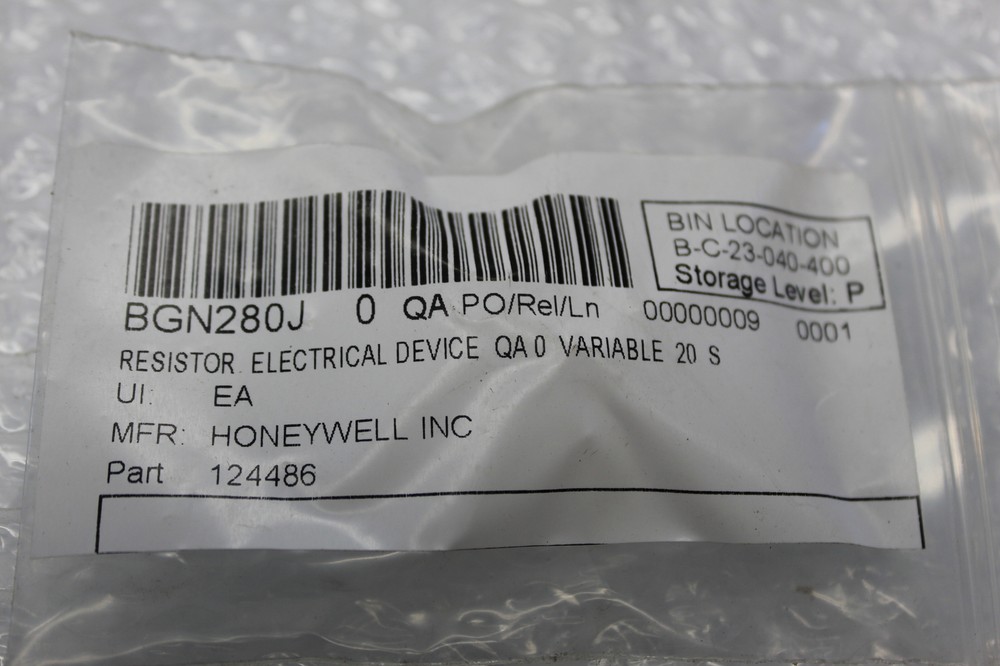 BIN LOCATION
B-C-23-040-400
Storage Level: P
BGN280J 0 QA PO/Rel/Ln 00000009 0001
RESISTOR ELECTRICAL DEVICE QA 0 VARIABLE 20 S
UI: EA
MFR: HONEYWELL INC
Part 124486